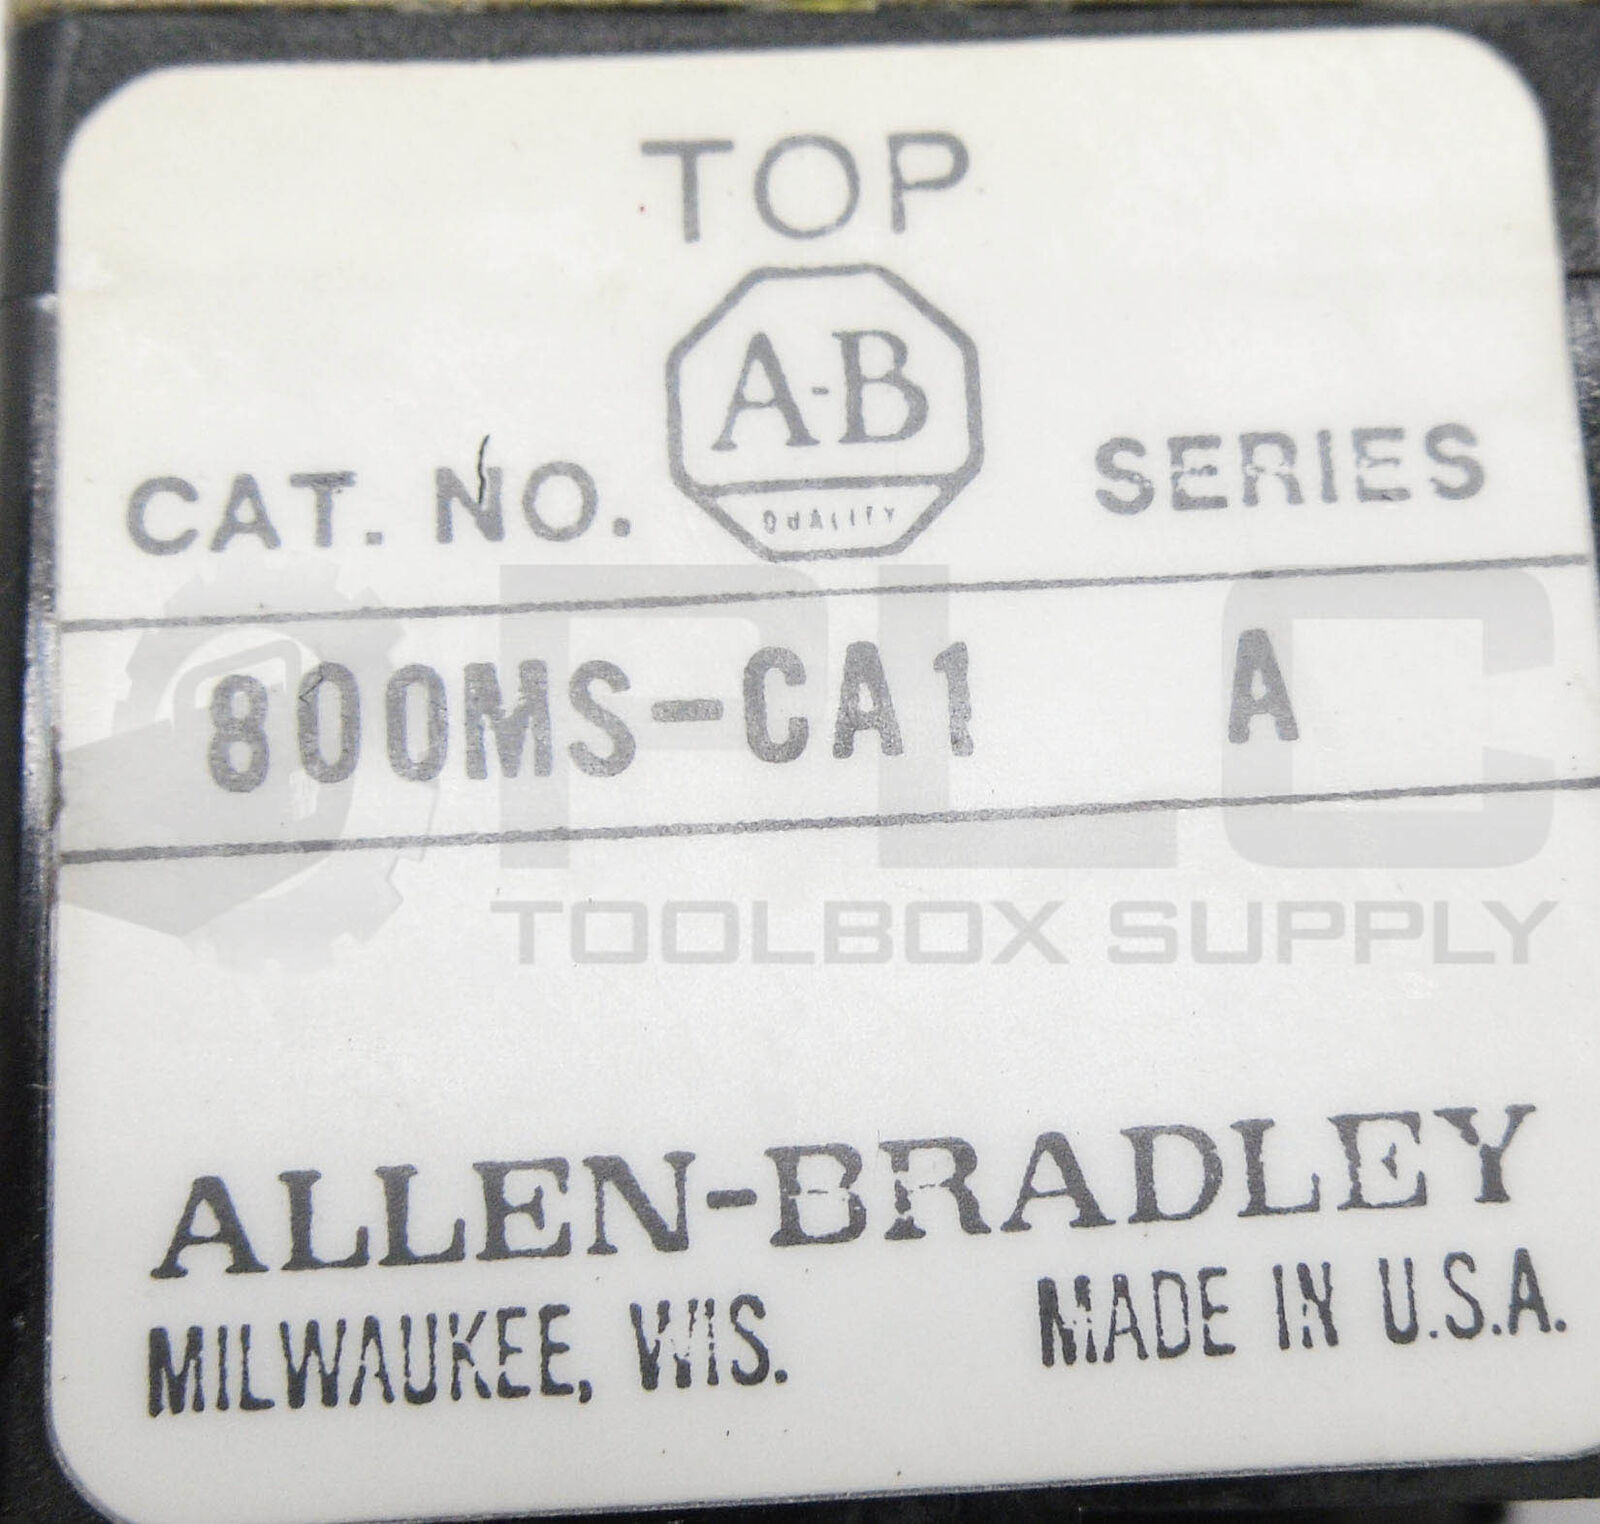 TOP
A-B
QUALITY
CAT. NO. SERIES
800MS-CA1 A
PLC
TOOLBOX SUPPLY
ALLEN-BRADLEY
MILWAUKEE, WIS. MADE IN U.S.A.